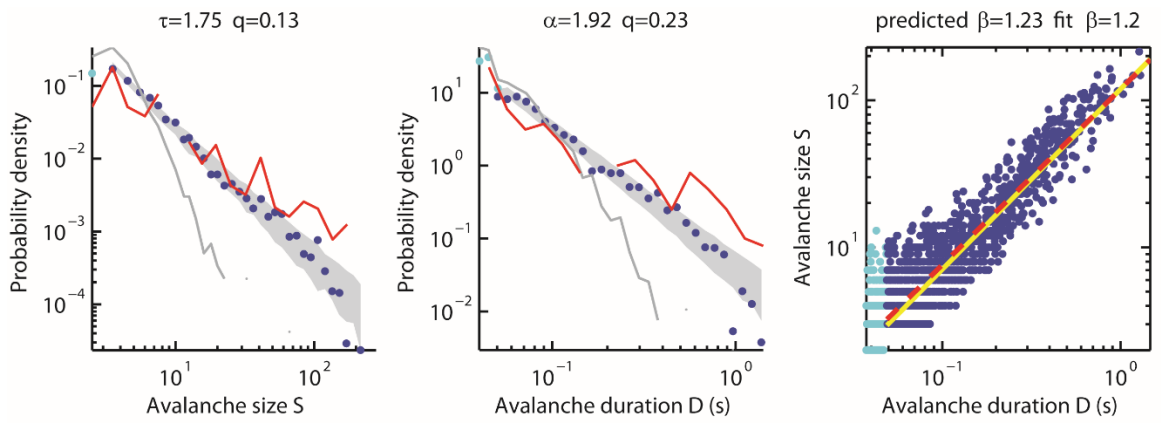 τ=1.75 q=0.13
Probability density
10⁻¹
10⁻²
10⁻³
10⁻⁴
10¹
10²
Avalanche size S
α=1.92 q=0.23
Probability density
10¹
10⁰
10⁻¹
10⁻²
10⁻¹
10⁰
Avalanche duration D (s)
predicted β=1.23 fit β=1.2
Avalanche size S
10²
10¹
10⁻¹
10⁰
Avalanche duration D (s)